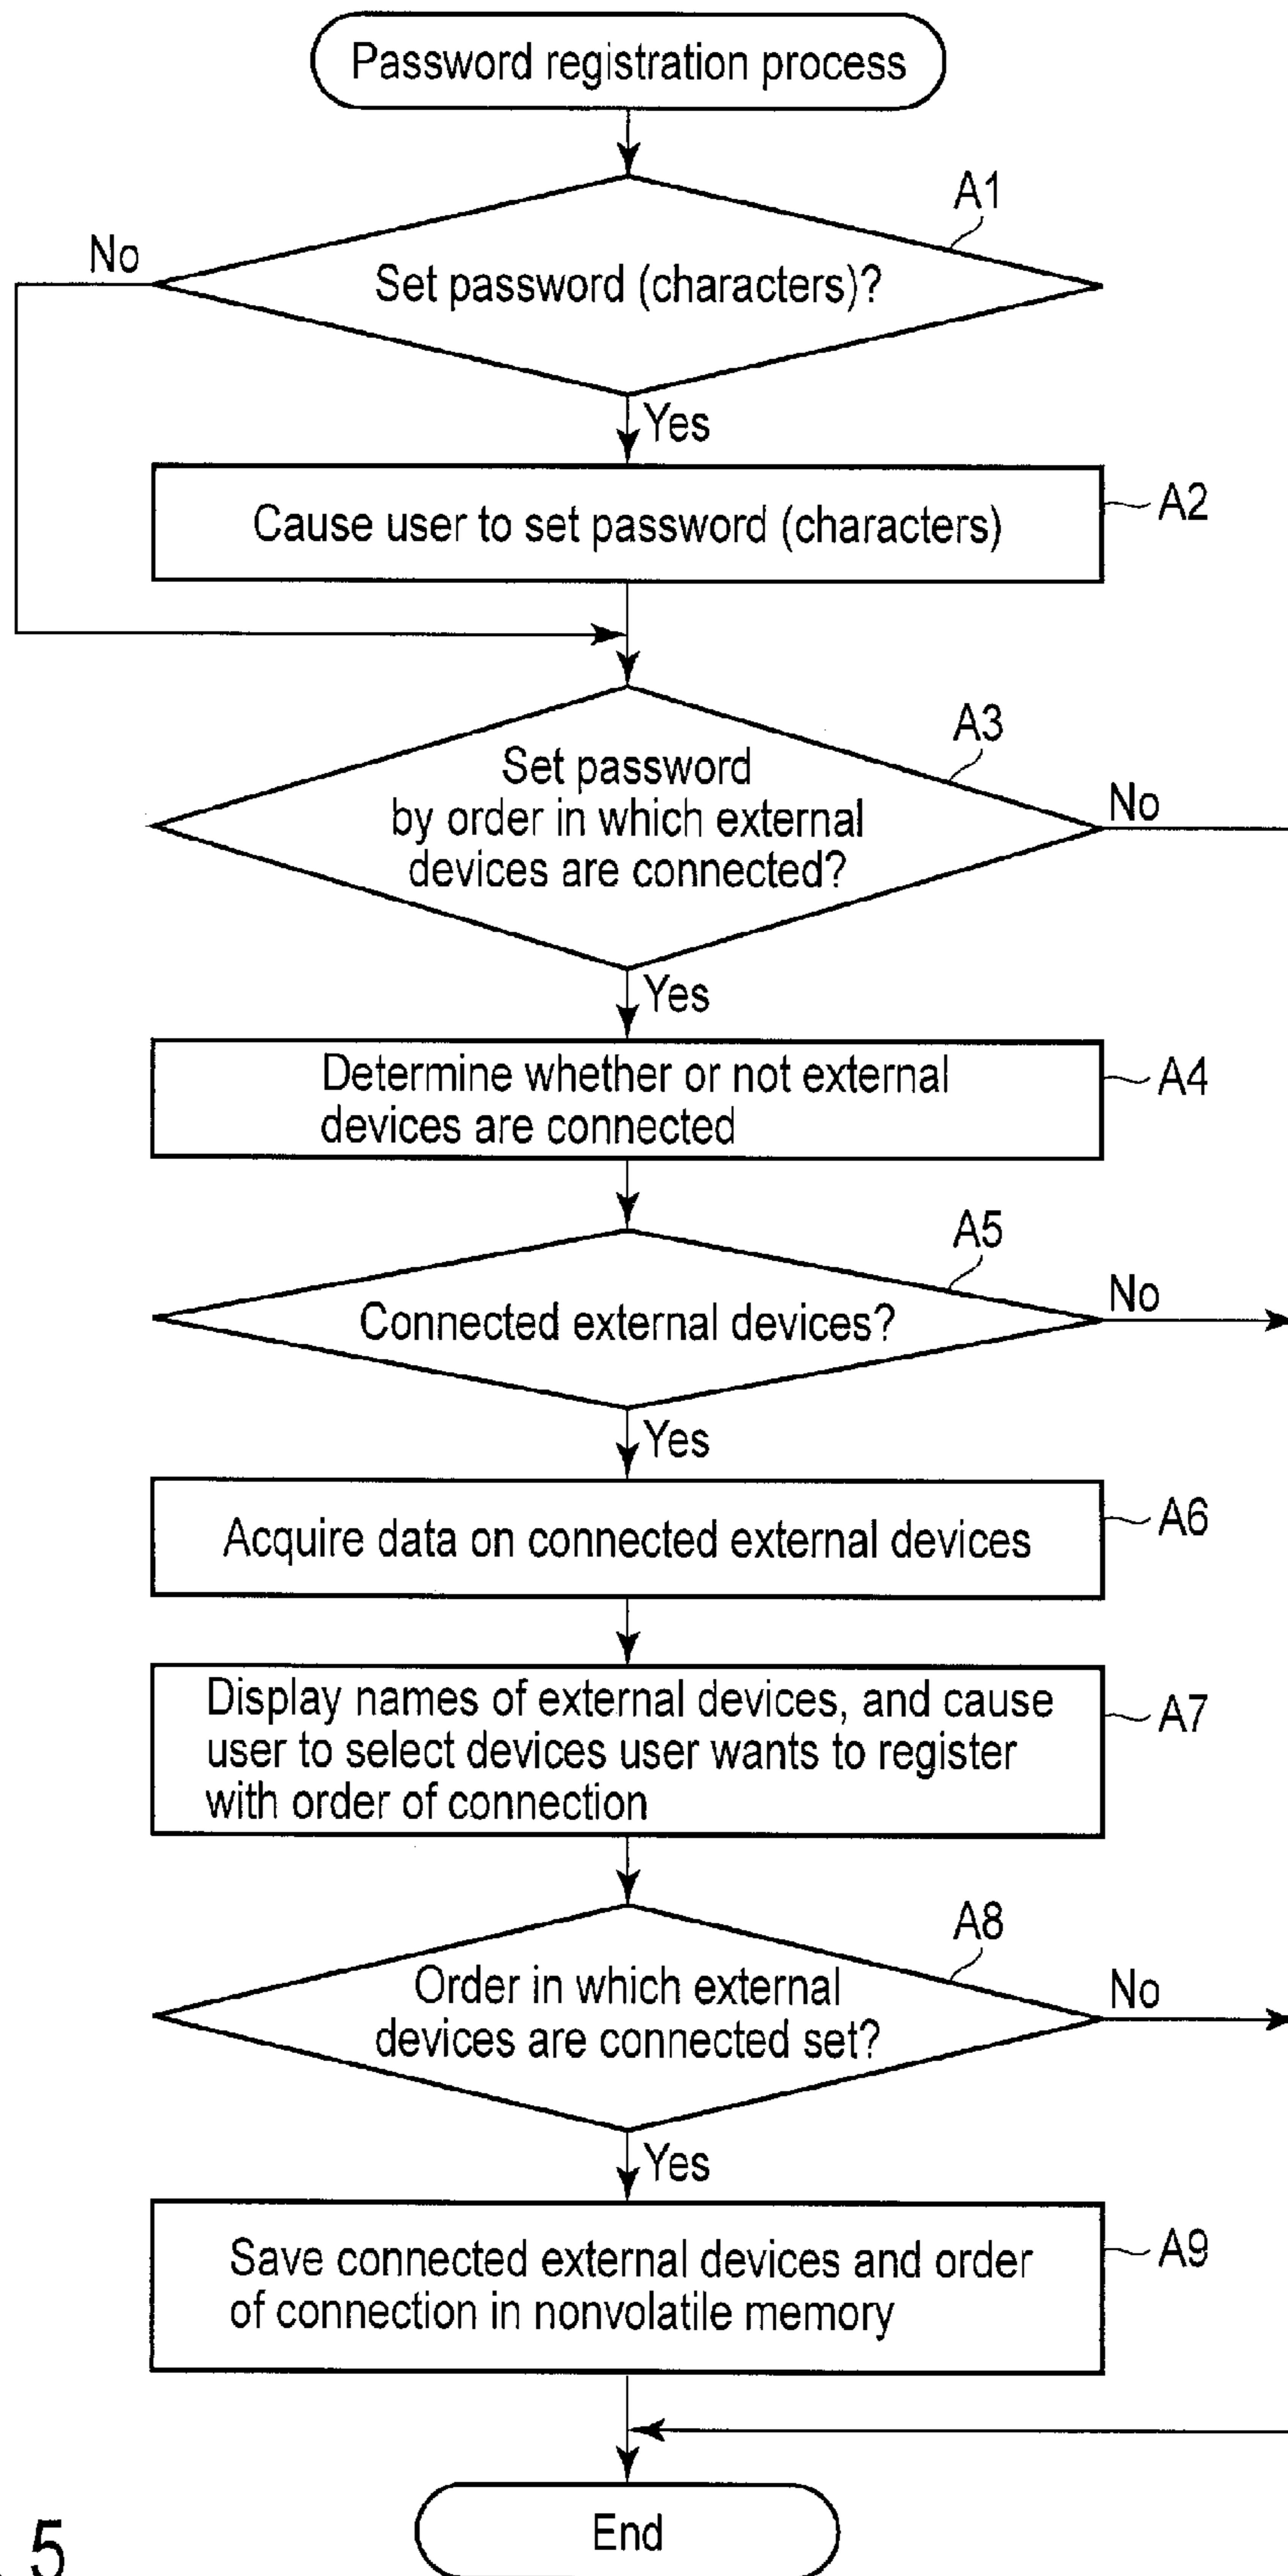 Password registration process
A1
No
Set password (characters)?
Yes
Cause user to set password (characters)
A2
A3
Set password
by order in which external
devices are connected?
No
Yes
Determine whether or not external
devices are connected
A4
A5
Connected external devices?
No
Yes
Acquire data on connected external devices
A6
Display names of external devices, and cause
user to select devices user wants to register
with order of connection
A7
A8
Order in which external
devices are connected set?
No
Yes
Save connected external devices and order
of connection in nonvolatile memory
A9
End
5